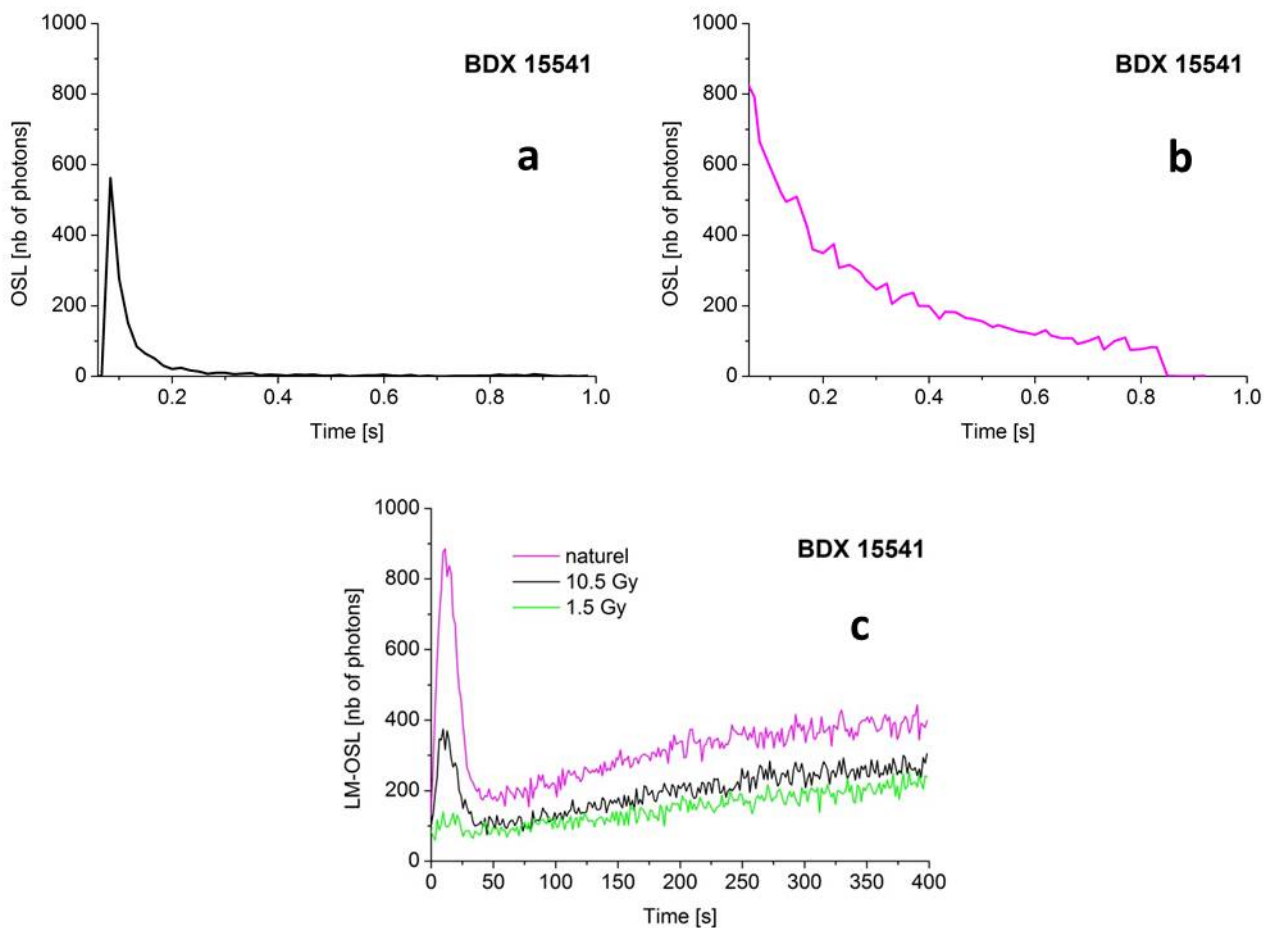 1000
800
600
400
200
0
OSL [nb of photons]
BDX 15541
a
0.2 0.4 0.6 0.8 1.0
Time [s]
1000
800
600
400
200
0
OSL [nb of photons]
BDX 15541
b
0.2 0.4 0.6 0.8 1.0
Time [s]
1000
800
600
400
200
0
LM-OSL [nb of photons]
naturel
10.5 Gy
1.5 Gy
BDX 15541
c
0 50 100 150 200 250 300 350 400
Time [s]